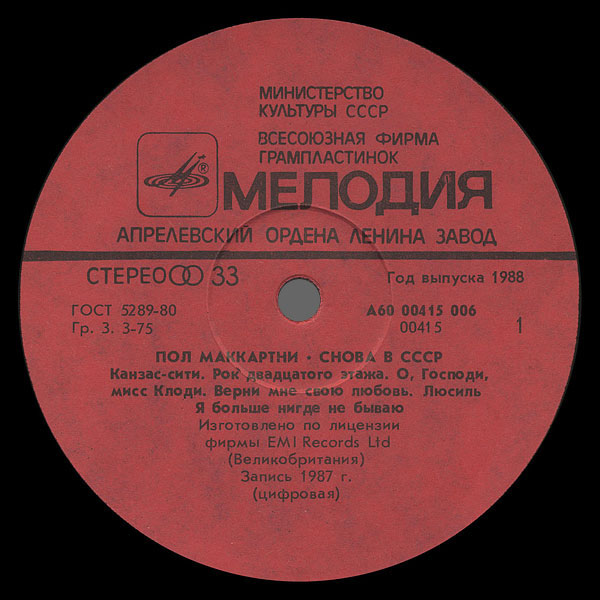 МИНИСТЕРСТВО
КУЛЬТУРЫ СССР
ВСЕСОЮЗНАЯ ФИРМА
ГРАМПЛАСТИНОК
®
МЕЛОДИЯ
АПРЕЛЕВСКИЙ ОРДЕНА ЛЕНИНА ЗАВОД
СТЕРЕО 33
Год выпуска 1988
ГОСТ 5289-80
Гр. 3. 3-75
А60 00415 006
00415
1
ПОЛ МАККАРТНИ · СНОВА В СССР
Канзас-сити. Рок двадцатого этажа. О, Господи,
мисс Клоди. Верни мне свою любовь. Люсиль
Я больше нигде не бываю
Изготовлено по лицензии
фирмы EMI Records Ltd
(Великобритания)
Запись 1987 г.
(цифровая)